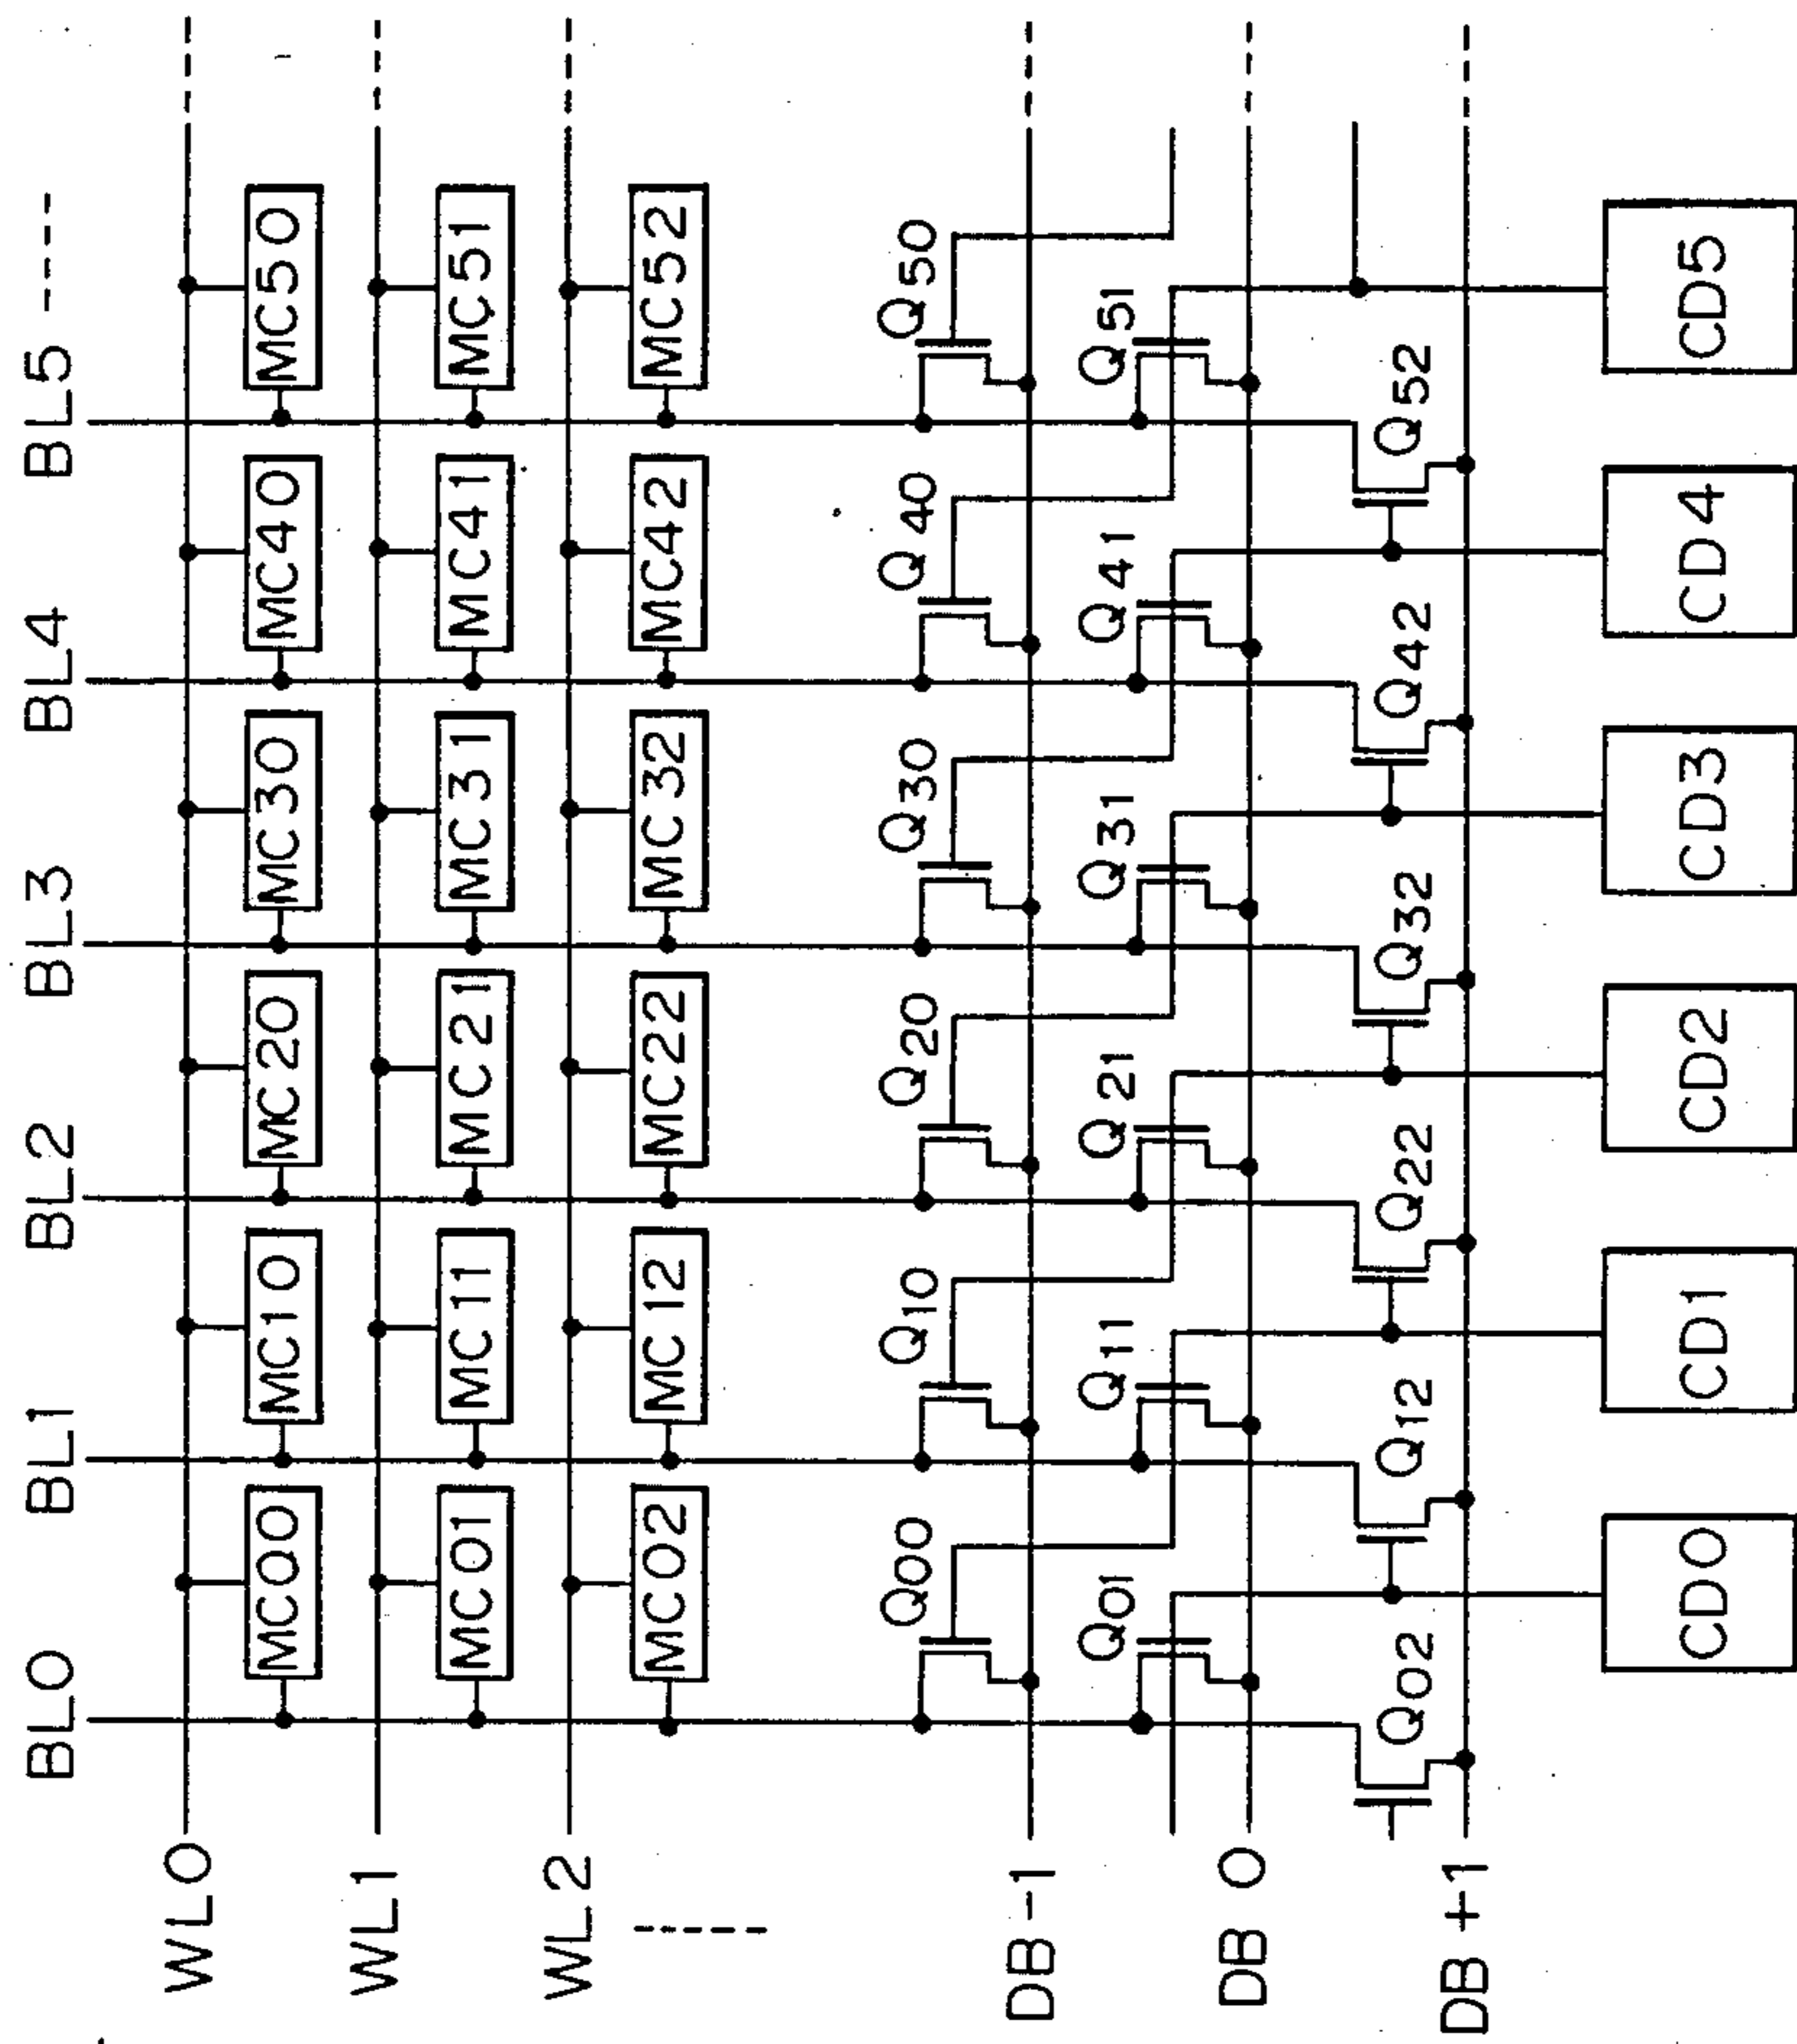 BL0 BL1 BL2 BL3 BL4 BL5 ----
WL0
MC00 MC10 MC20 MC30 MC40 MC50
WL1
MC01 MC11 MC21 MC31 MC41 MC51
WL2
MC02 MC12 MC22 MC32 MC42 MC52
Q00 Q10 Q20 Q30 Q40 Q50
DB -1
Q01 Q11 Q21 Q31 Q41 Q51
DB 0
Q02 Q12 Q22 Q32 Q42 Q52
DB +1
CD0 CD1 CD2 CD3 CD4 CD5